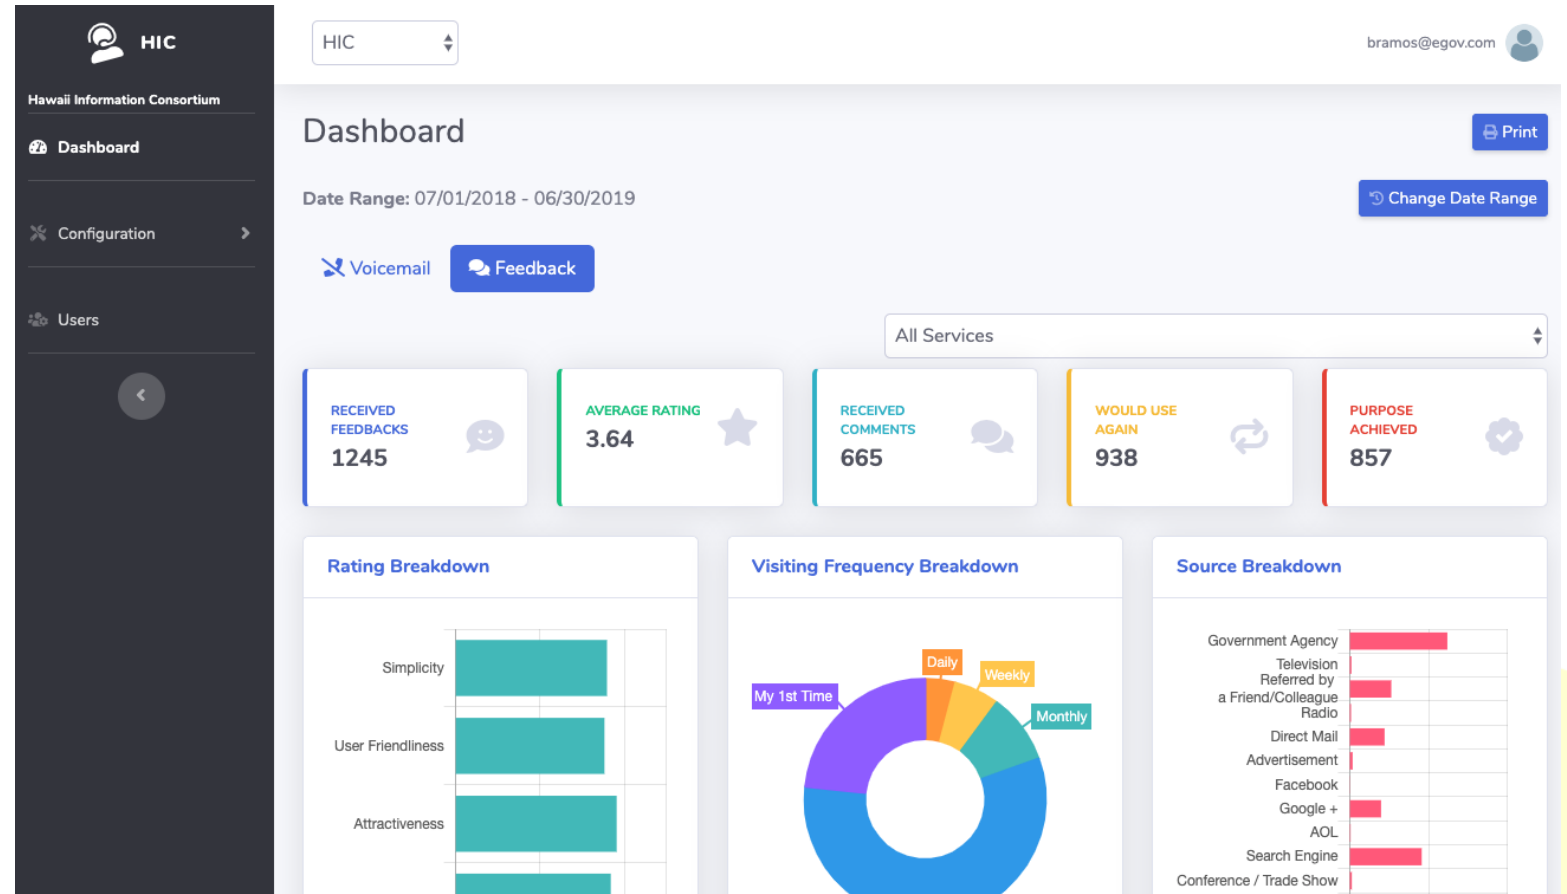 HIC
Hawaii Information Consortium
Dashboard
Configuration
Users
HIC
bramos@egov.com
Dashboard
Print
Date Range: 07/01/2018 - 06/30/2019
Change Date Range
Voicemail
Feedback
All Services
RECEIVED
FEEDBACKS
1245
AVERAGE RATING
3.64
RECEIVED
COMMENTS
665
WOULD USE
AGAIN
938
PURPOSE
ACHIEVED
857
Rating Breakdown
Simplicity
User Friendliness
Attractiveness
Visiting Frequency Breakdown
Daily
Weekly
My 1st Time
Monthly
Source Breakdown
Government Agency
Television
Referred by
a Friend/Colleague
Radio
Direct Mail
Advertisement
Facebook
Google +
AOL
Search Engine
Conference / Trade Show